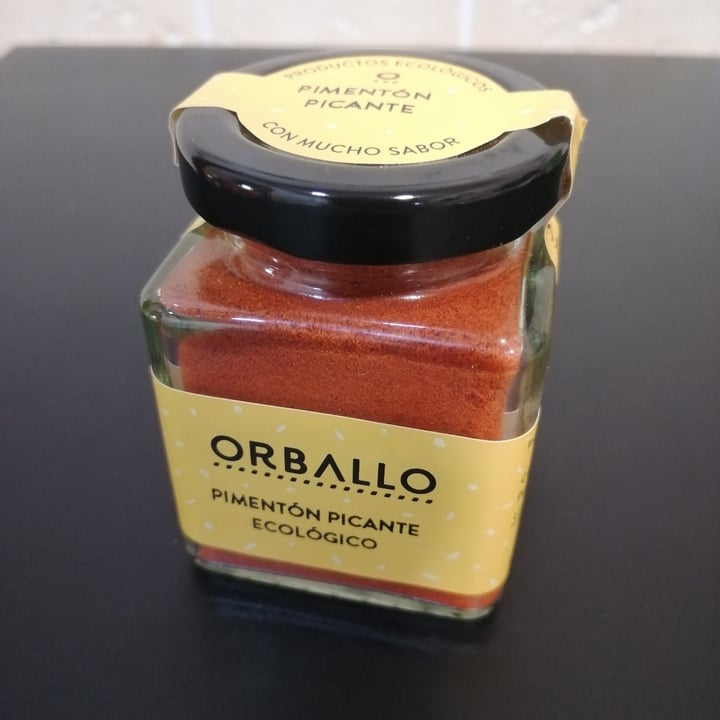 PRODUCTOS ECOLÓGICOS
PIMENTÓN
PICANTE
CON MUCHO SABOR
ORBALLO
PIMENTÓN PICANTE
ECOLÓGICO